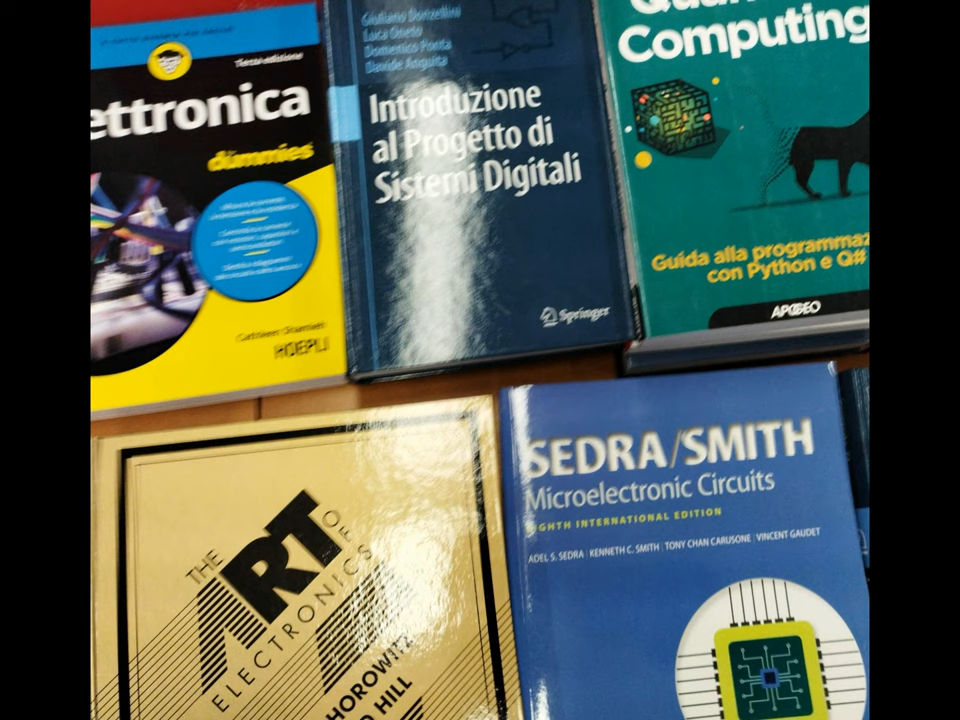 Terza edizione
ettronica
dummies
Cathleen Shamieh
HOEPLI
Giuliano Donzellini
Luca Oneto
Domenico Ponta
Davide Anguita
Introduzione
al Progetto di
Sistemi Digitali
Springer
Computing
Guida alla programmaz
con Python e Q#
APOGEO
THE
ART OF
ELECTRONICS
HOROWITZ
HILL
SEDRA/SMITH
Microelectronic Circuits
EIGHTH INTERNATIONAL EDITION
ADEL S. SEDRA | KENNETH C. SMITH | TONY CHAN CARUSONE | VINCENT GAUDET